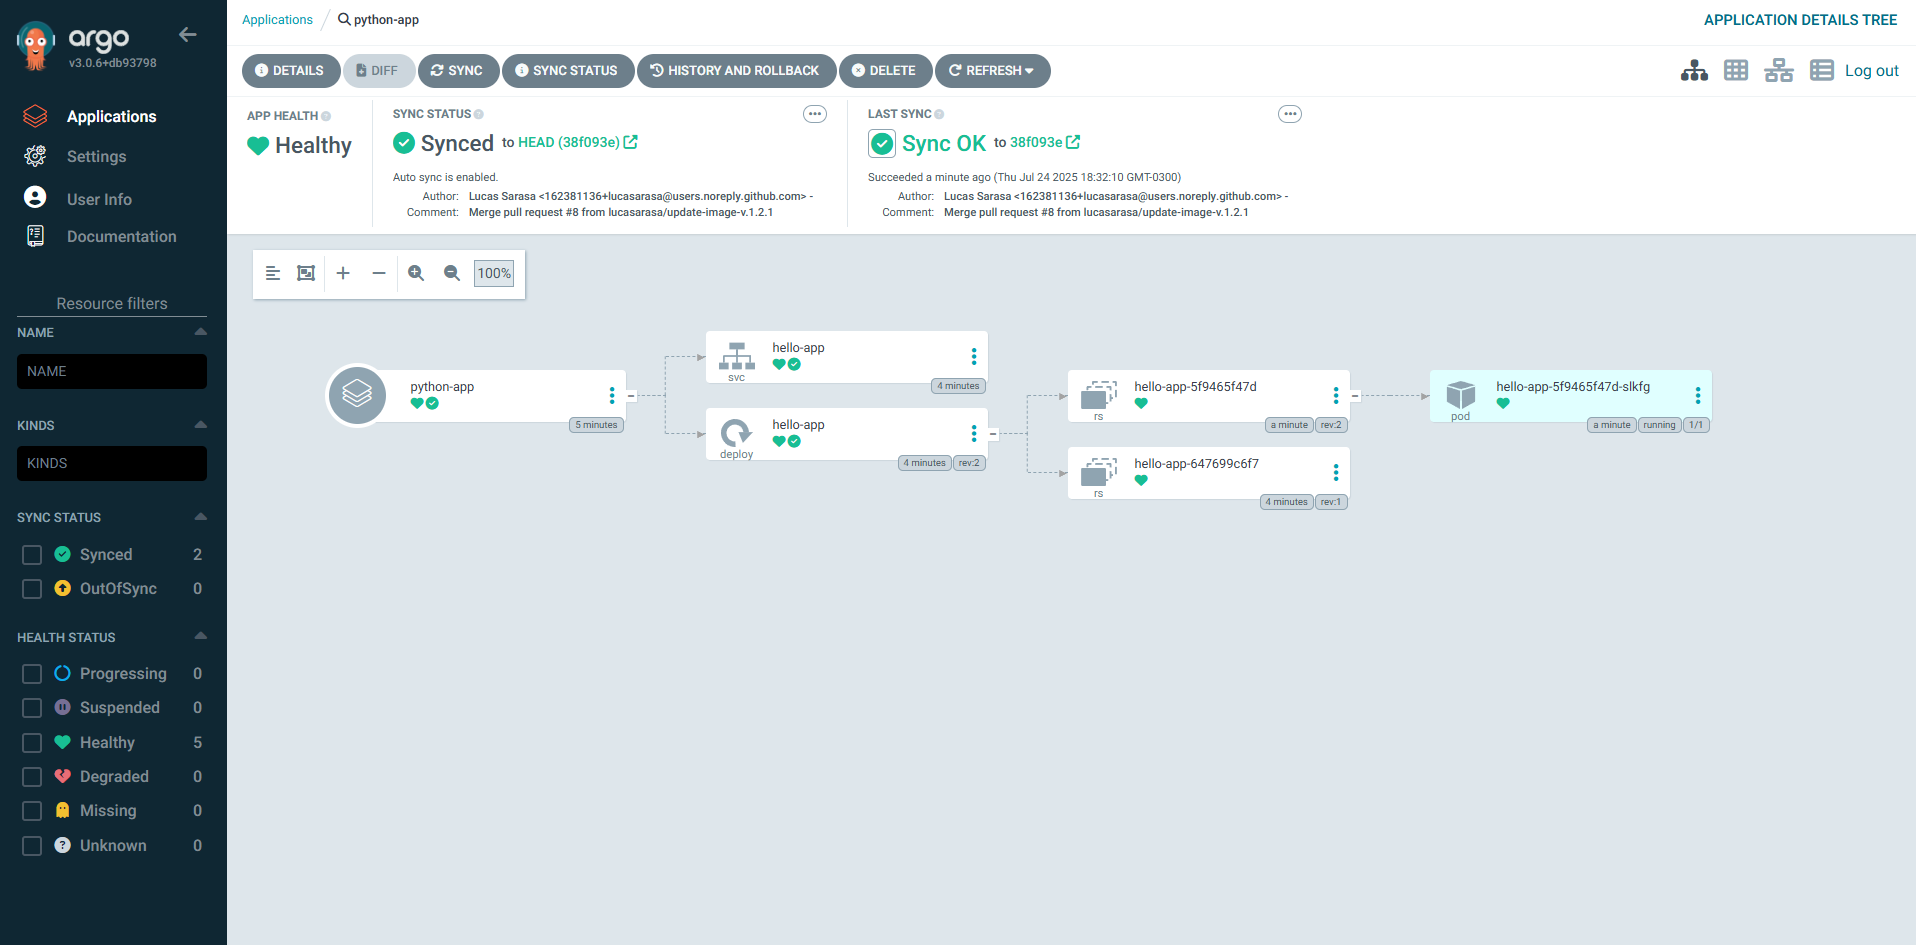 argo
v3.0.6+db93798
Applications
Settings
User Info
Documentation
Resource filters
NAME
NAME
KINDS
KINDS
SYNC STATUS
Synced 2
OutOfSync 0
HEALTH STATUS
Progressing 0
Suspended 0
Healthy 5
Degraded 0
Missing 0
Unknown 0
Applications / python-app
APPLICATION DETAILS TREE
DETAILS DIFF SYNC SYNC STATUS HISTORY AND ROLLBACK DELETE REFRESH
Log out
APP HEALTH
Healthy
SYNC STATUS
Synced to HEAD (38f093e)
Auto sync is enabled.
Author: Lucas Sarasa <162381136+lucasarasa@users.noreply.github.com> -
Comment: Merge pull request #8 from lucasarasa/update-image-v.1.2.1
LAST SYNC
Sync OK to 38f093e
Succeeded a minute ago (Thu Jul 24 2025 18:32:10 GMT-0300)
Author: Lucas Sarasa <162381136+lucasarasa@users.noreply.github.com> -
Comment: Merge pull request #8 from lucasarasa/update-image-v.1.2.1
100%
python-app
5 minutes
hello-app
svc
4 minutes
hello-app
deploy
4 minutes rev:2
hello-app-5f9465f47d
rs
a minute rev:2
hello-app-647699c6f7
rs
4 minutes rev:1
hello-app-5f9465f47d-slkfg
pod
a minute running 1/1